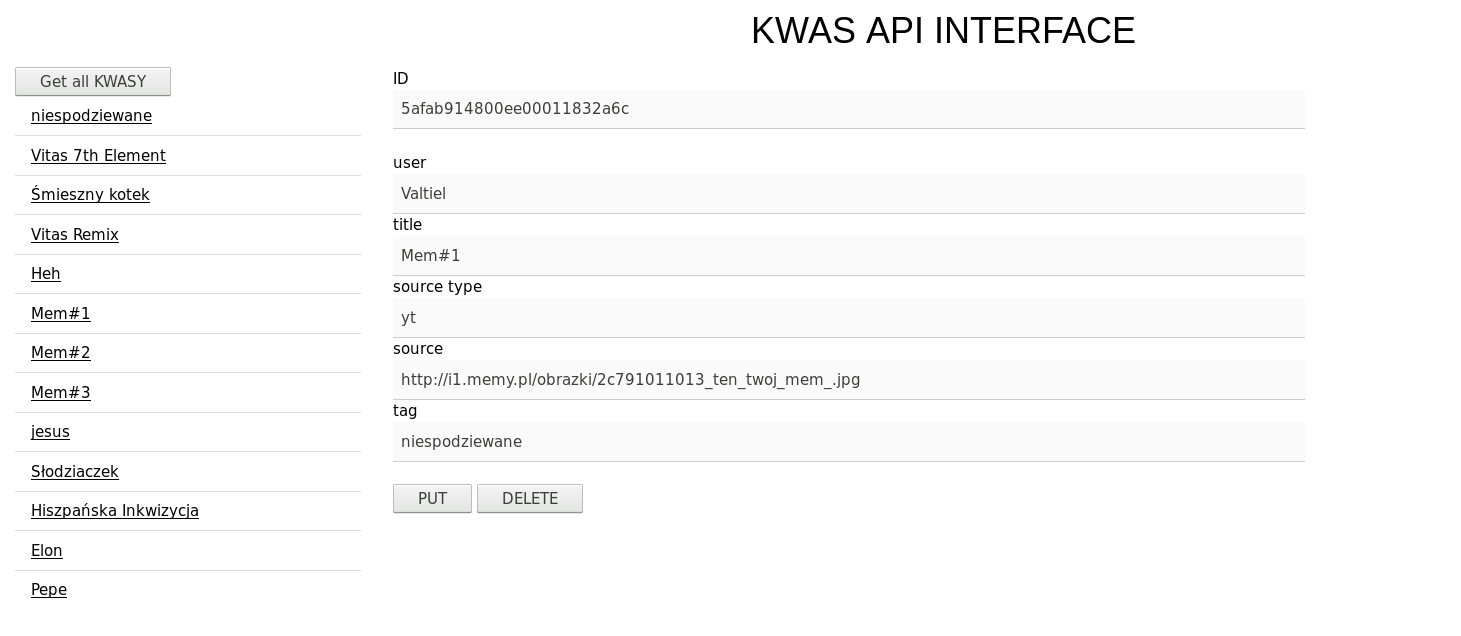 KWAS API INTERFACE
Get all KWASY
niespodziewane
Vitas 7th Element
Śmieszny kotek
Vitas Remix
Heh
Mem#1
Mem#2
Mem#3
jesus
Słodziaczek
Hiszpańska Inkwizycja
Elon
Pepe
ID
5afab914800ee00011832a6c
user
Valtiel
title
Mem#1
source type
yt
source
http://i1.memy.pl/obrazki/2c791011013_ten_twoj_mem_.jpg
tag
niespodziewane
PUT DELETE